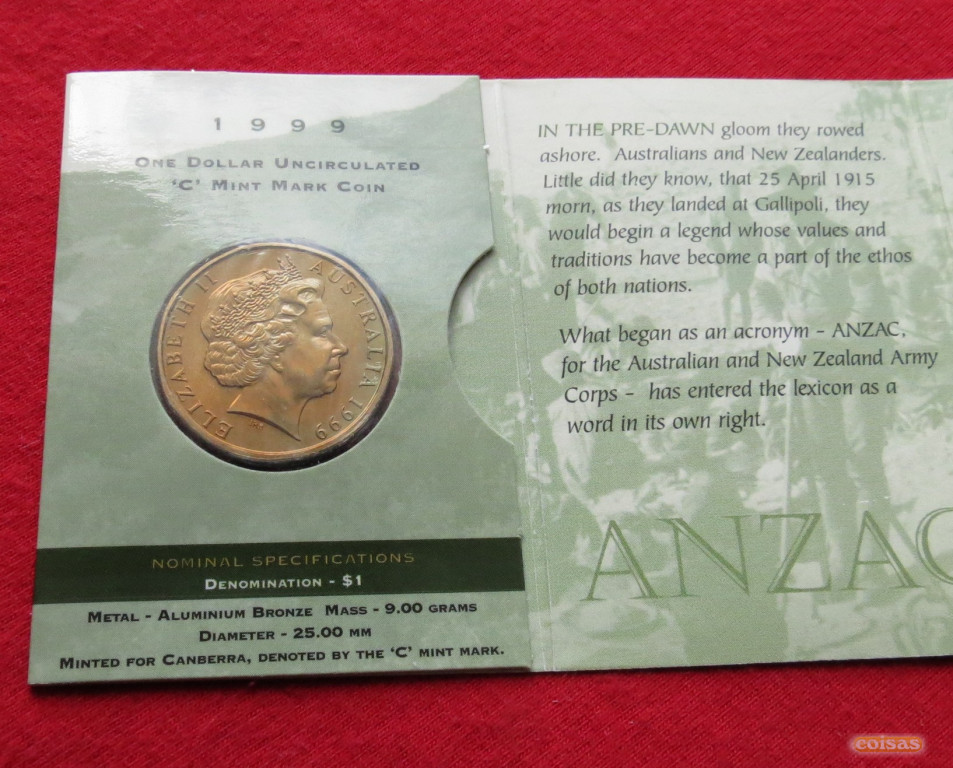 1 9 9 9
ONE DOLLAR UNCIRCULATED
'C' MINT MARK COIN
ELIZABETH II AUSTRALIA 1999
NOMINAL SPECIFICATIONS
DENOMINATION - $1
METAL - ALUMINIUM BRONZE MASS - 9.00 GRAMS
DIAMETER - 25.00 MM
MINTED FOR CANBERRA, DENOTED BY THE 'C' MINT MARK.
IN THE PRE-DAWN gloom they rowed
ashore. Australians and New Zealanders.
Little did they know, that 25 April 1915
morn, as they landed at Gallipoli, they
would begin a legend whose values and
traditions have become a part of the ethos
of both nations.
What began as an acronym - ANZAC,
for the Australian and New Zealand Army
Corps - has entered the lexicon as a
word in its own right.
ANZAC
coisas